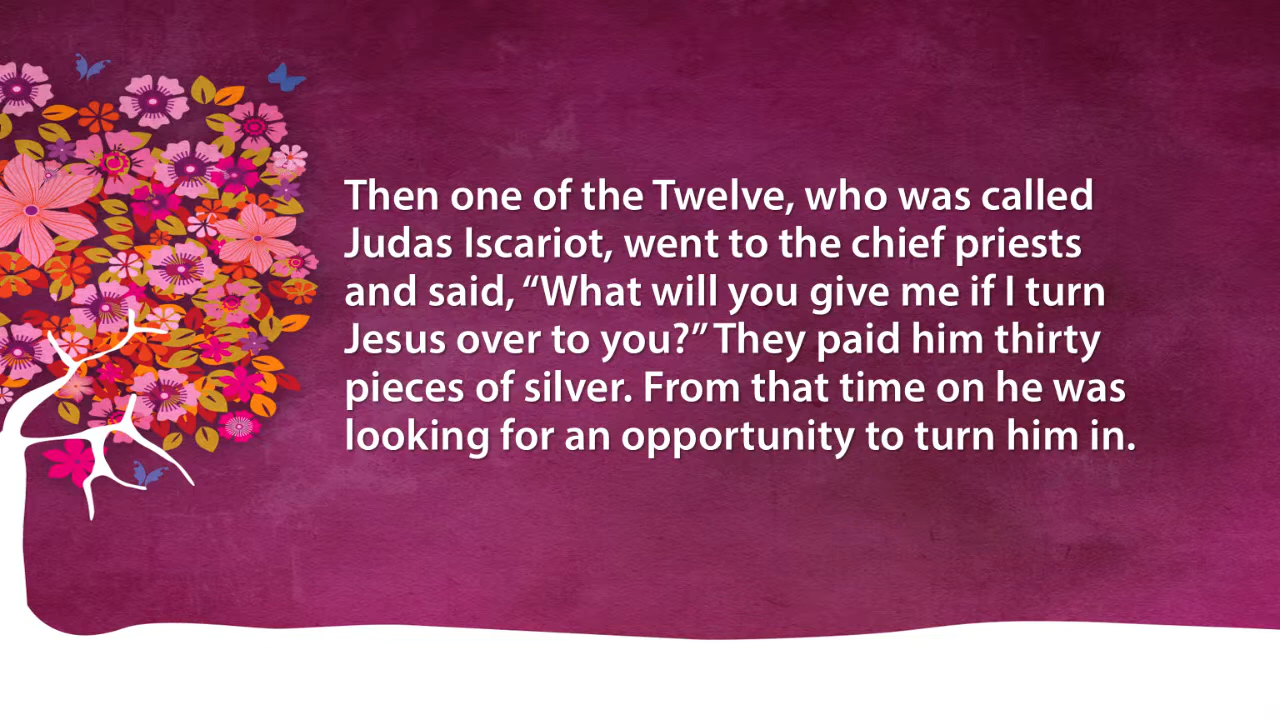 Then one of the Twelve, who was called
Judas Iscariot, went to the chief priests
and said, “What will you give me if I turn
Jesus over to you?” They paid him thirty
pieces of silver. From that time on he was
looking for an opportunity to turn him in.